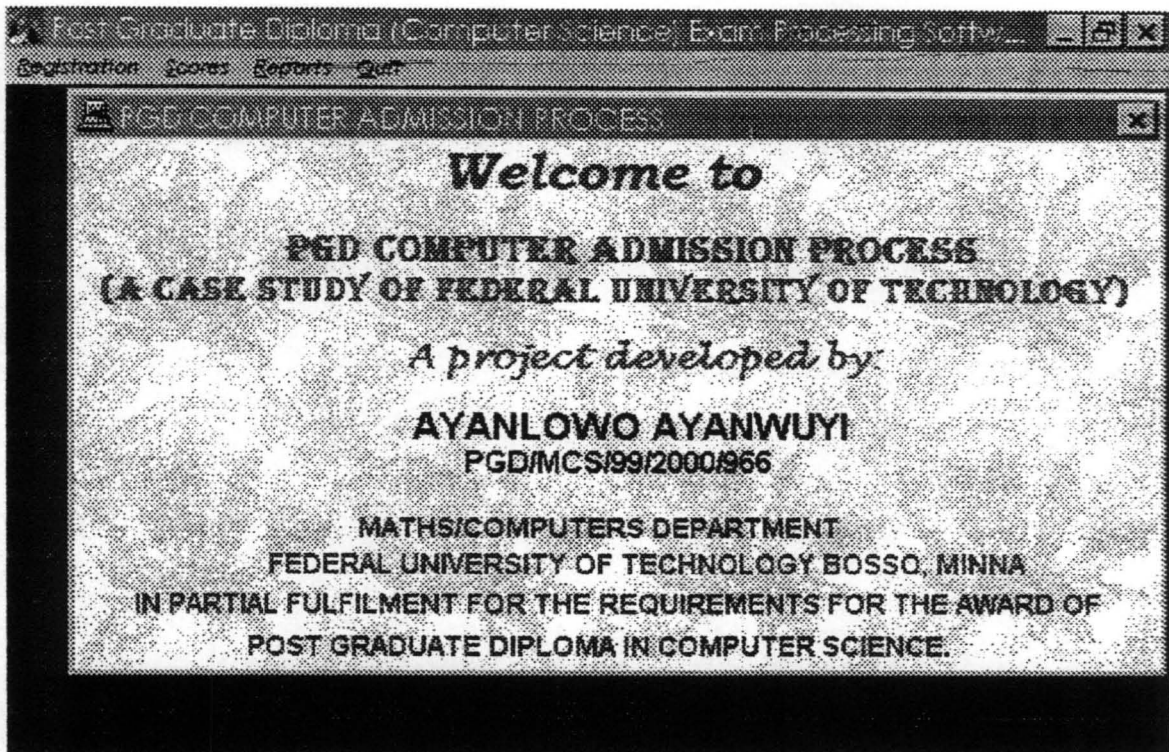 Post Graduate Diploma (Computer Science) Exam Processing Softw...
Registration Scores Reports Quit
PGD COMPUTER ADMISSION PROCESS
Welcome to
PGD COMPUTER ADMISSION PROCESS
(A CASE STUDY OF FEDERAL UNIVERSITY OF TECHNOLOGY)
A project developed by:
AYANLOWO AYANWUYI
PGD/MCS/99/2000/966
MATHS/COMPUTERS DEPARTMENT
FEDERAL UNIVERSITY OF TECHNOLOGY BOSSO, MINNA
IN PARTIAL FULFILMENT FOR THE REQUIREMENTS FOR THE AWARD OF
POST GRADUATE DIPLOMA IN COMPUTER SCIENCE.